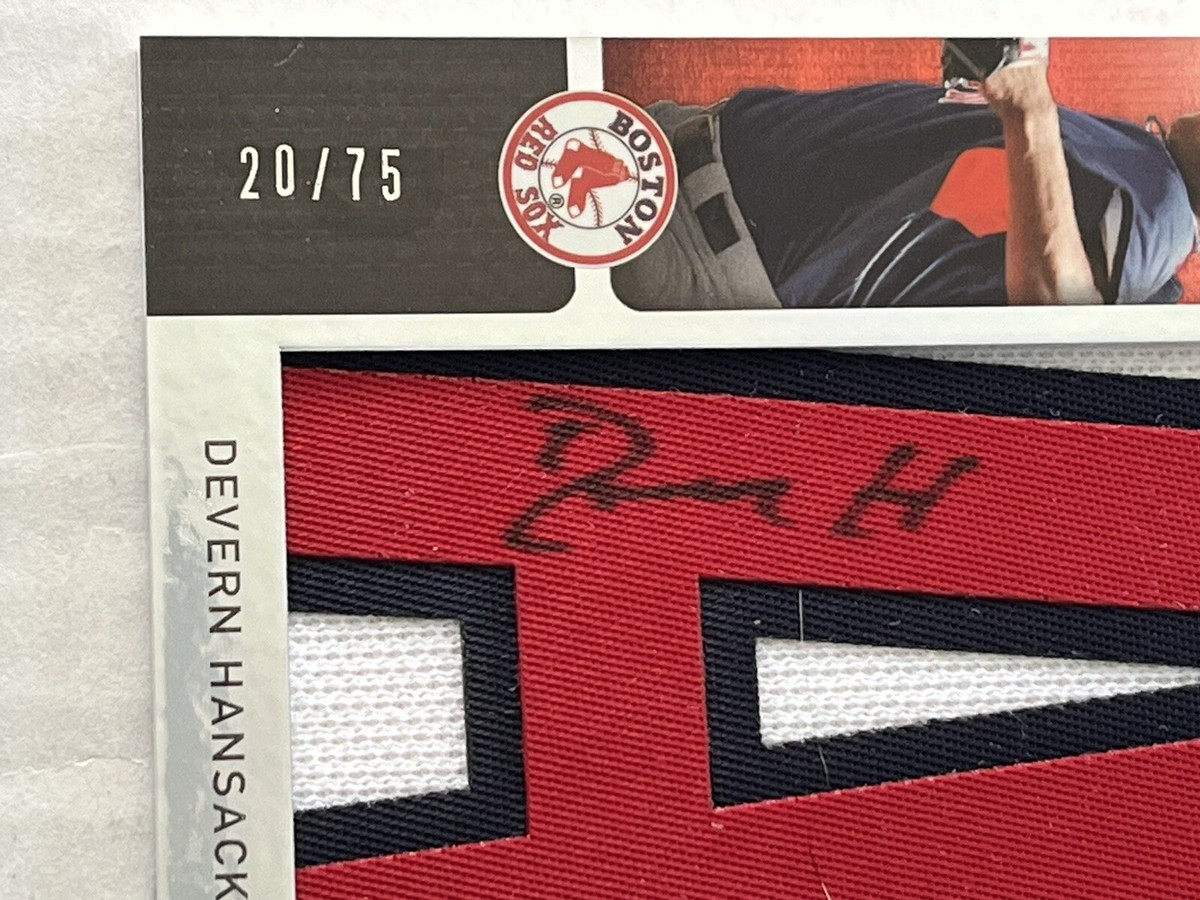 20/75
BOSTON
RED SOX
®
DEVERN HANSACK